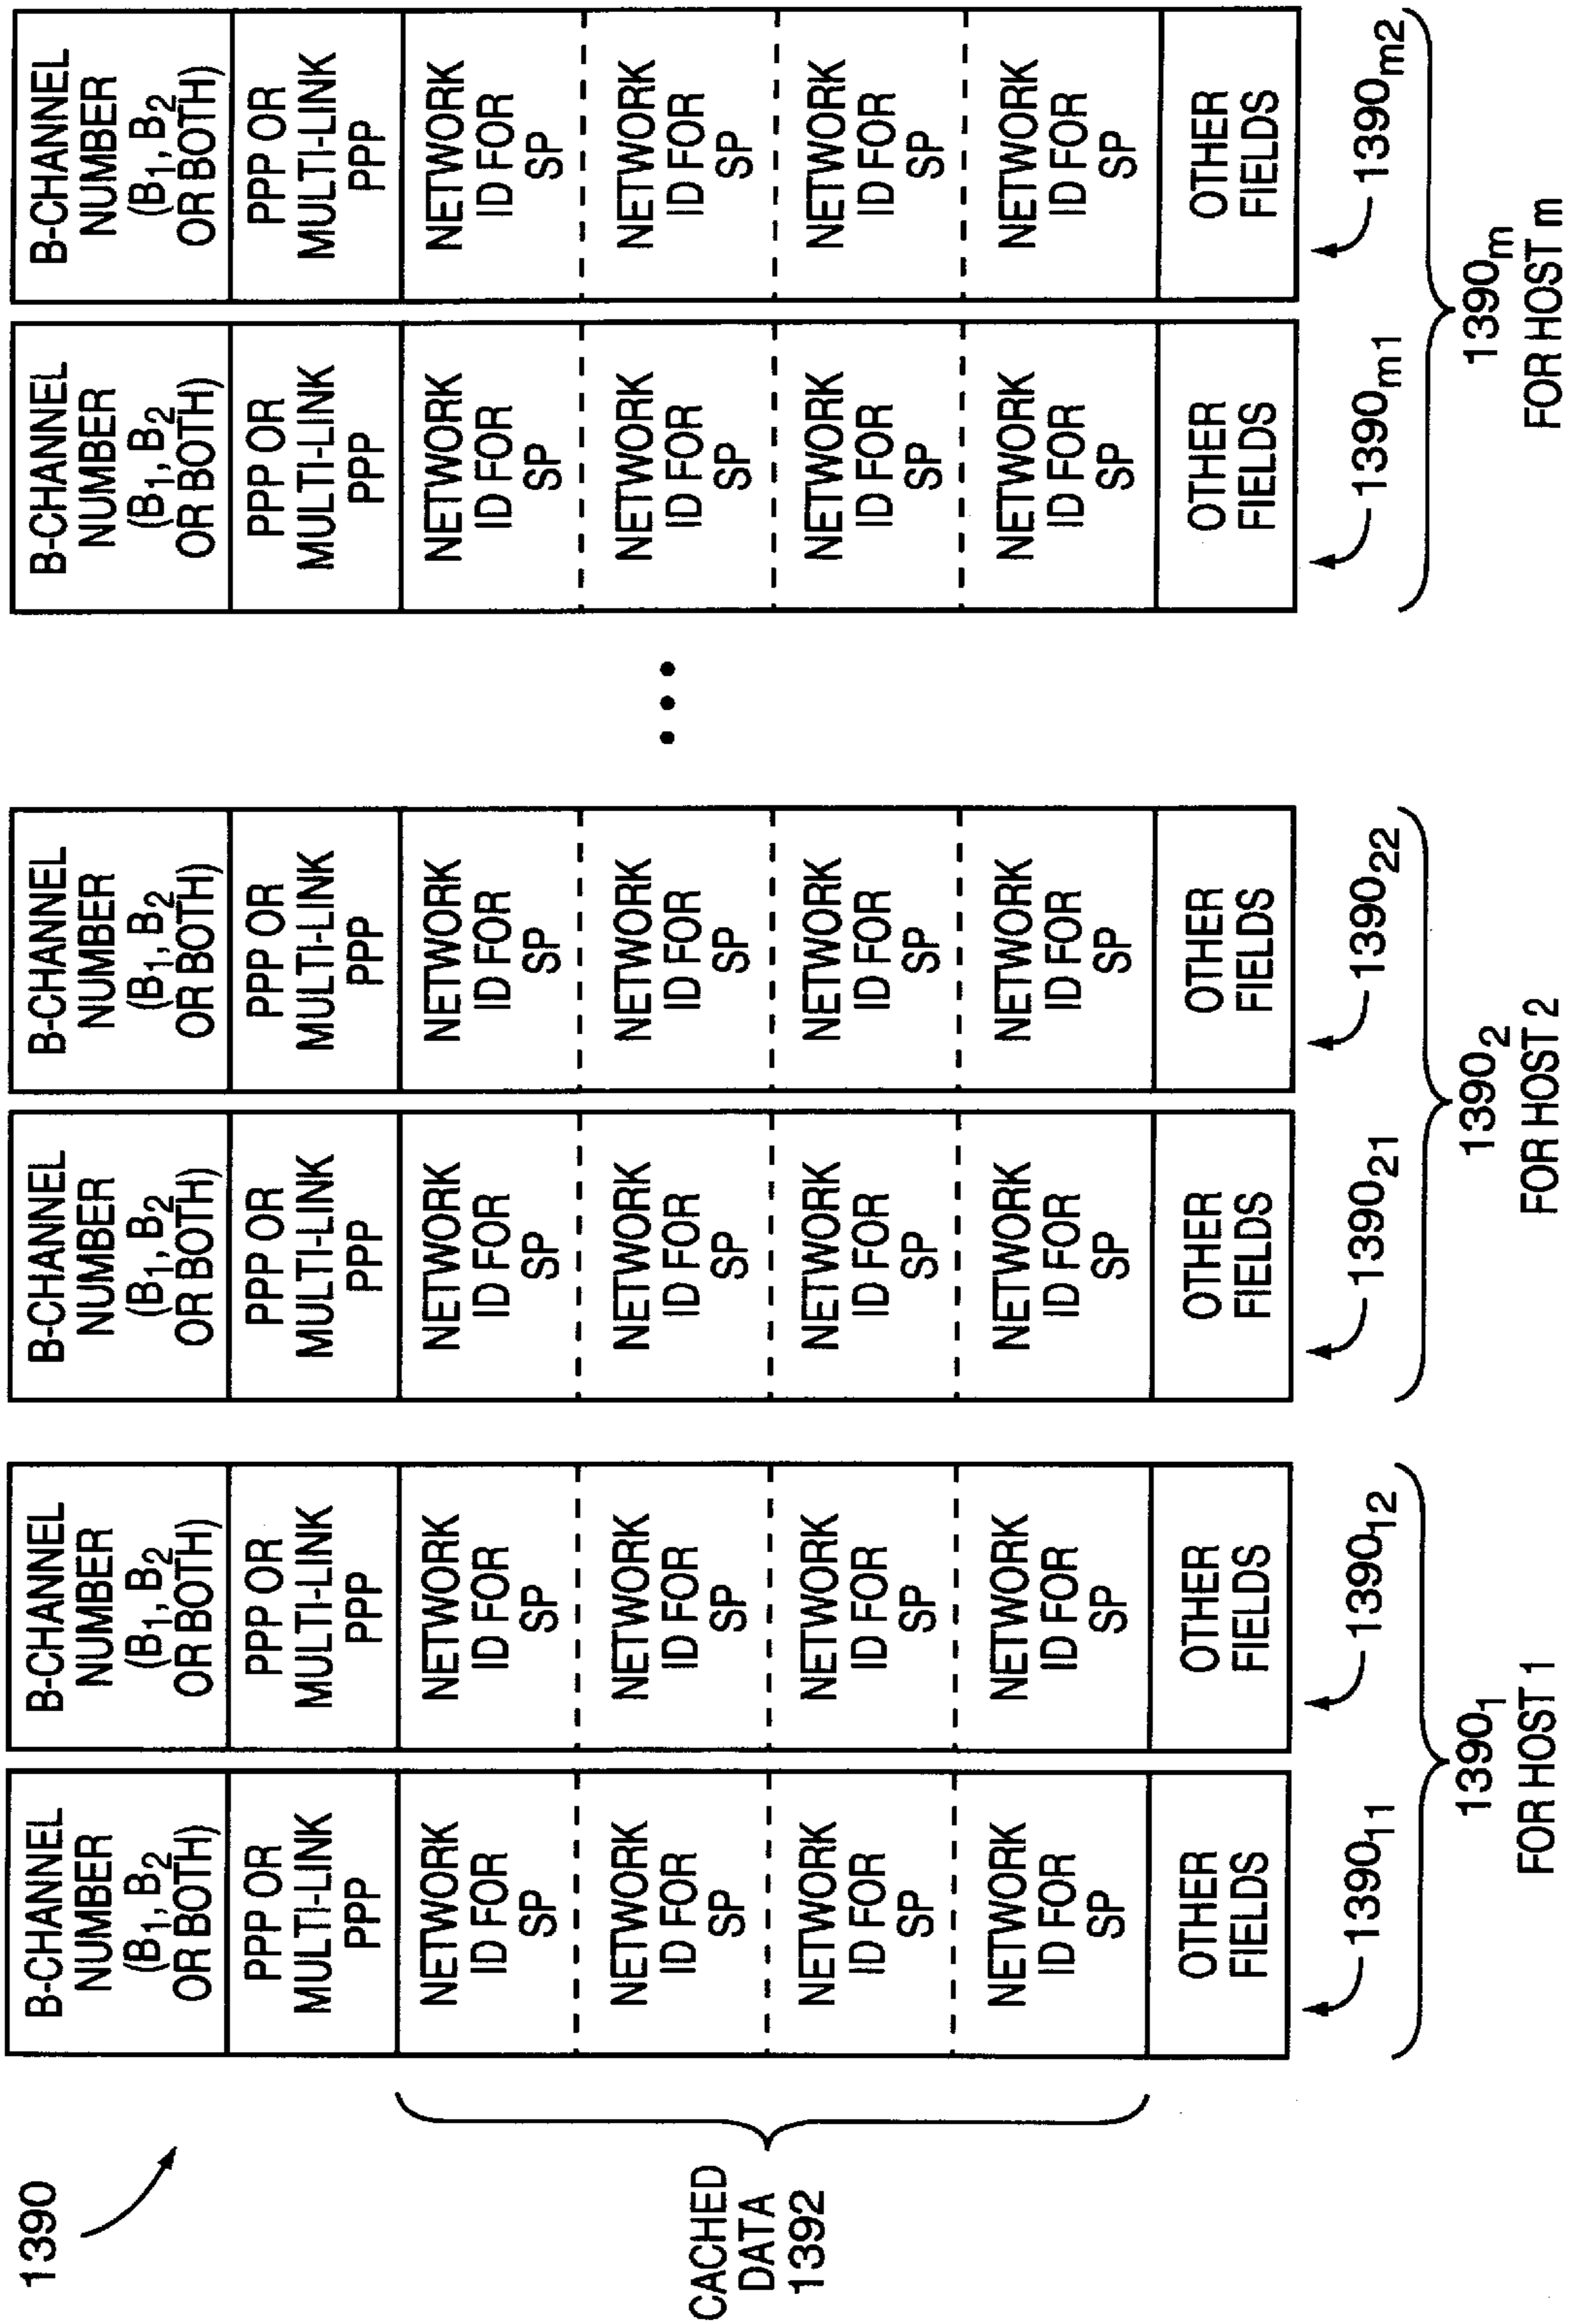 1390
CACHED
DATA
1392
B-CHANNEL
NUMBER
(B₁, B₂
OR BOTH)
PPP OR
MULTI-LINK
PPP
NETWORK
ID FOR
SP
NETWORK
ID FOR
SP
NETWORK
ID FOR
SP
NETWORK
ID FOR
SP
OTHER
FIELDS
1390₁₁
B-CHANNEL
NUMBER
(B₁, B₂
OR BOTH)
PPP OR
MULTI-LINK
PPP
NETWORK
ID FOR
SP
NETWORK
ID FOR
SP
NETWORK
ID FOR
SP
NETWORK
ID FOR
SP
OTHER
FIELDS
1390₁₂
1390₁
FOR HOST 1
B-CHANNEL
NUMBER
(B₁, B₂
OR BOTH)
PPP OR
MULTI-LINK
PPP
NETWORK
ID FOR
SP
NETWORK
ID FOR
SP
NETWORK
ID FOR
SP
NETWORK
ID FOR
SP
OTHER
FIELDS
1390₂₁
B-CHANNEL
NUMBER
(B₁, B₂
OR BOTH)
PPP OR
MULTI-LINK
PPP
NETWORK
ID FOR
SP
NETWORK
ID FOR
SP
NETWORK
ID FOR
SP
NETWORK
ID FOR
SP
OTHER
FIELDS
1390₂₂
1390₂
FOR HOST 2
• • •
B-CHANNEL
NUMBER
(B₁, B₂
OR BOTH)
PPP OR
MULTI-LINK
PPP
NETWORK
ID FOR
SP
NETWORK
ID FOR
SP
NETWORK
ID FOR
SP
NETWORK
ID FOR
SP
OTHER
FIELDS
1390ₘ₁
B-CHANNEL
NUMBER
(B₁, B₂
OR BOTH)
PPP OR
MULTI-LINK
PPP
NETWORK
ID FOR
SP
NETWORK
ID FOR
SP
NETWORK
ID FOR
SP
NETWORK
ID FOR
SP
OTHER
FIELDS
1390ₘ₂
1390ₘ
FOR HOST m